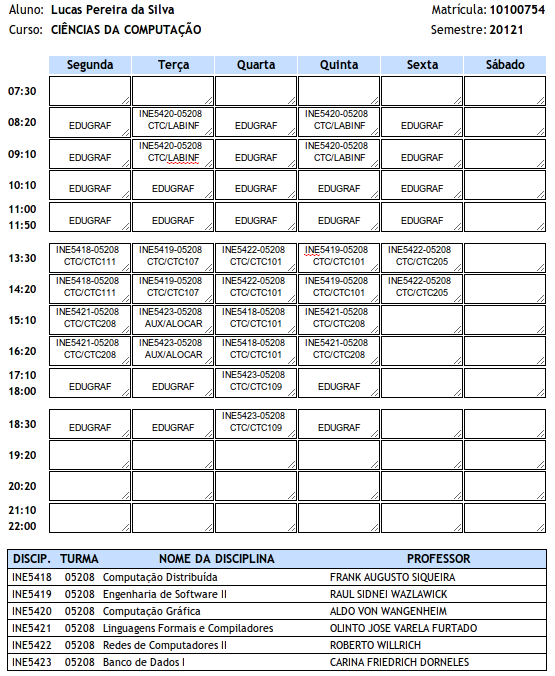 Aluno: Lucas Pereira da Silva Matrícula: 10100754
Curso: CIÊNCIAS DA COMPUTAÇÃO Semestre: 20121
Segunda Terça Quarta Quinta Sexta Sábado
07:30
08:20 EDUGRAF INE5420-05208 CTC/LABINF EDUGRAF INE5420-05208 CTC/LABINF EDUGRAF
09:10 EDUGRAF INE5420-05208 CTC/LABINF EDUGRAF INE5420-05208 CTC/LABINF EDUGRAF
10:10 EDUGRAF EDUGRAF EDUGRAF EDUGRAF EDUGRAF
11:00
11:50 EDUGRAF EDUGRAF EDUGRAF EDUGRAF EDUGRAF
13:30 INE5418-05208 CTC/CTC111 INE5419-05208 CTC/CTC107 INE5422-05208 CTC/CTC101 INE5419-05208 CTC/CTC101 INE5422-05208 CTC/CTC205
14:20 INE5418-05208 CTC/CTC111 INE5419-05208 CTC/CTC107 INE5422-05208 CTC/CTC101 INE5419-05208 CTC/CTC101 INE5422-05208 CTC/CTC205
15:10 INE5421-05208 CTC/CTC208 INE5423-05208 AUX/ALOCAR INE5418-05208 CTC/CTC101 INE5421-05208 CTC/CTC208
16:20 INE5421-05208 CTC/CTC208 INE5423-05208 AUX/ALOCAR INE5418-05208 CTC/CTC101 INE5421-05208 CTC/CTC208
17:10
18:00 EDUGRAF EDUGRAF INE5423-05208 CTC/CTC109 EDUGRAF
18:30 EDUGRAF EDUGRAF INE5423-05208 CTC/CTC109 EDUGRAF
19:20
20:20
21:10
22:00
DISCIP. TURMA NOME DA DISCIPLINA PROFESSOR
INE5418 05208 Computação Distribuída FRANK AUGUSTO SIQUEIRA
INE5419 05208 Engenharia de Software II RAUL SIDNEI WAZLAWICK
INE5420 05208 Computação Gráfica ALDO VON WANGENHEIM
INE5421 05208 Linguagens Formais e Compiladores OLINTO JOSE VARELA FURTADO
INE5422 05208 Redes de Computadores II ROBERTO WILLRICH
INE5423 05208 Banco de Dados I CARINA FRIEDRICH DORNELES